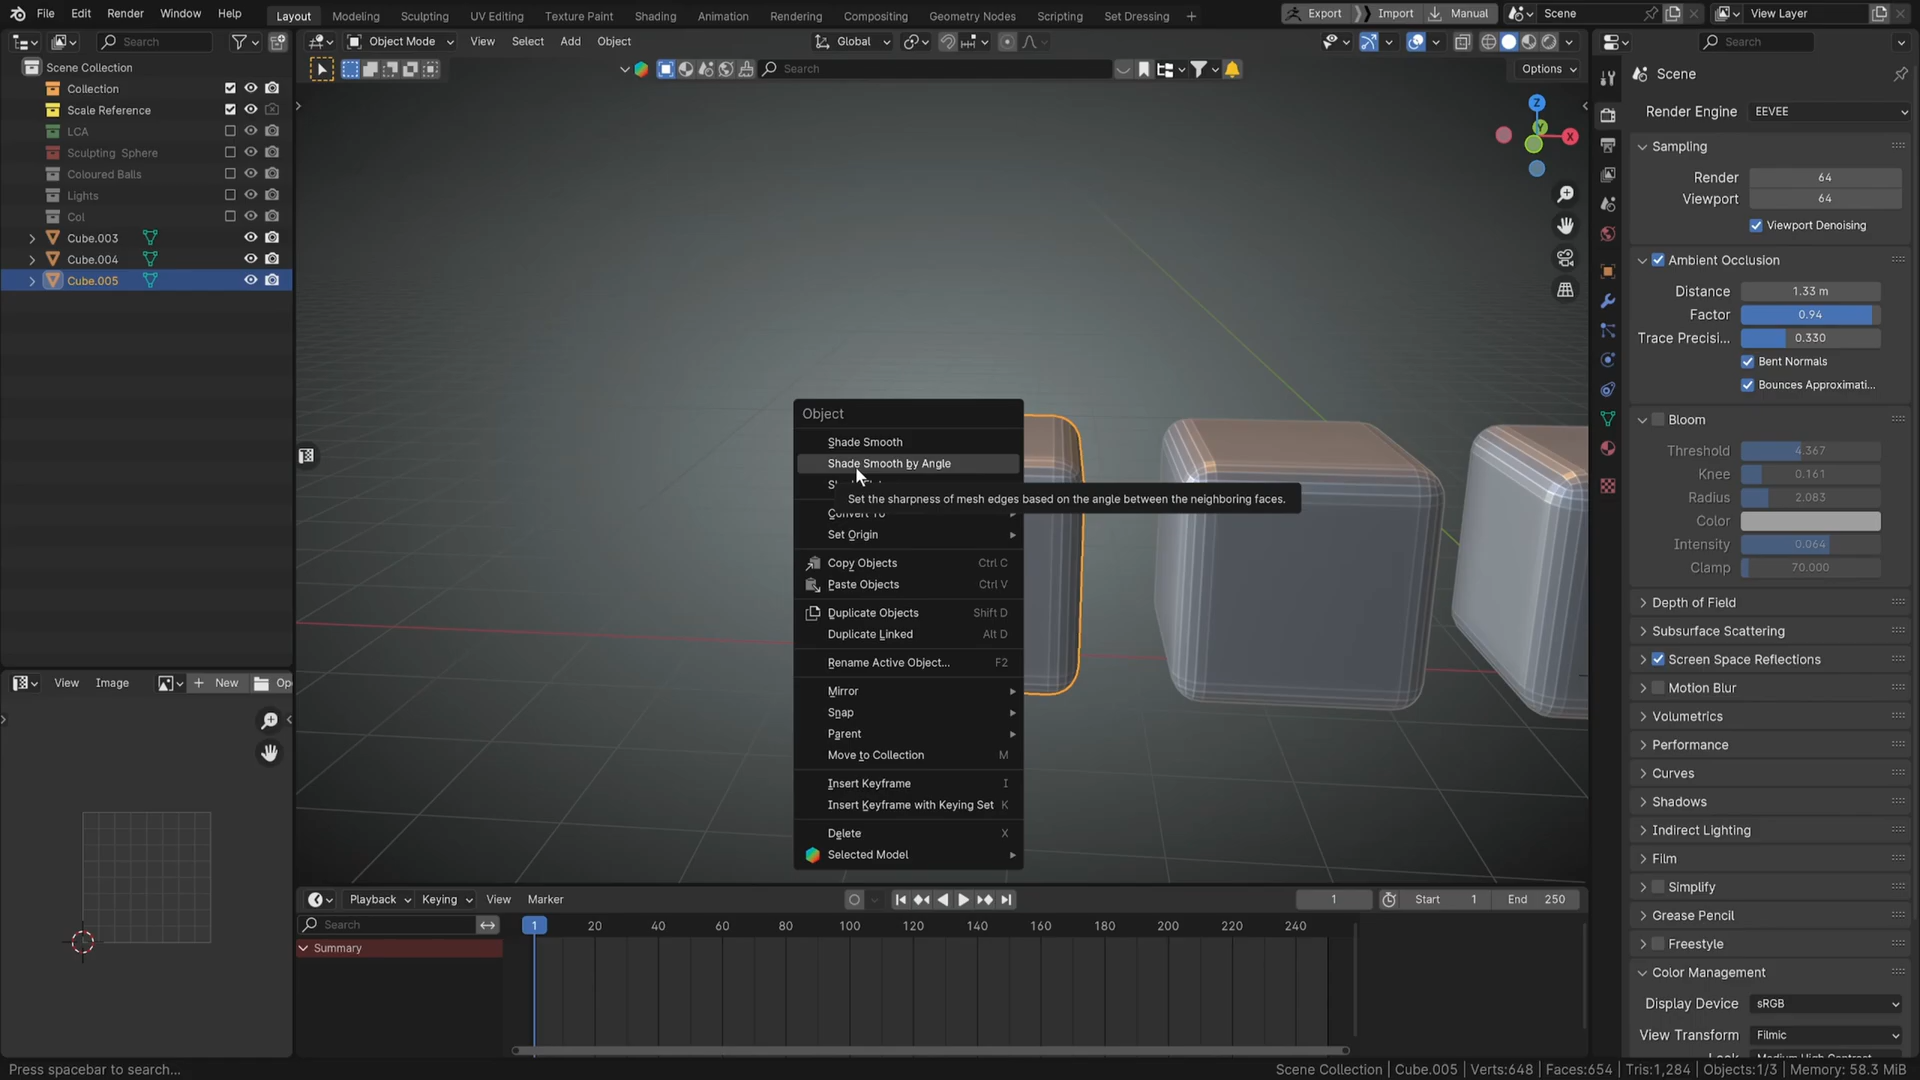 File Edit Render Window Help Layout Modeling Sculpting UV Editing Texture Paint Shading Animation Rendering Compositing Geometry Nodes Scripting Set Dressing + Export Import Manual Scene View Layer
Search Object Mode View Select Add Object Global Search
Search Options
Scene Collection
Collection
Scale Reference
LCA
Sculpting Sphere
Coloured Balls
Lights
Col
Cube.003
Cube.004
Cube.005
Z
Y
X
Object
Shade Smooth
Shade Smooth by Angle
Set the sharpness of mesh edges based on the angle between the neighboring faces.
Convert To
Set Origin
Copy Objects Ctrl C
Paste Objects Ctrl V
Duplicate Objects Shift D
Duplicate Linked Alt D
Rename Active Object... F2
Mirror
Snap
Parent
Move to Collection M
Insert Keyframe I
Insert Keyframe with Keying Set K
Delete X
Selected Model
Scene
Render Engine EEVEE
Sampling
Render 64
Viewport 64
Viewport Denoising
Ambient Occlusion
Distance 1.33 m
Factor 0.94
Trace Precisi... 0.330
Bent Normals
Bounces Approximati...
Bloom
Threshold 4.367
Knee 0.161
Radius 2.083
Color
Intensity 0.064
Clamp 70.000
Depth of Field
Subsurface Scattering
Screen Space Reflections
Motion Blur
Volumetrics
Performance
Curves
Shadows
Indirect Lighting
Film
Simplify
Grease Pencil
Freestyle
Color Management
Display Device sRGB
View Transform Filmic
View Image + New Op
Playback Keying View Marker 1 Start 1 End 250
Search 1 20 40 60 80 100 120 140 160 180 200 220 240
Summary
Press spacebar to search... Scene Collection | Cube.005 | Verts:648 | Faces:654 | Tris:1,284 | Objects:1/3 | Memory: 58.3 MiB